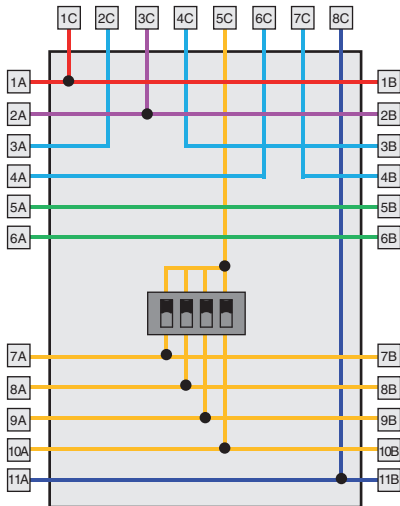 1C 2C 3C 4C 5C 6C 7C 8C
1A 1B
2A 2B
3A 3B
4A 4B
5A 5B
6A 6B
7A 7B
8A 8B
9A 9B
10A 10B
11A 11B